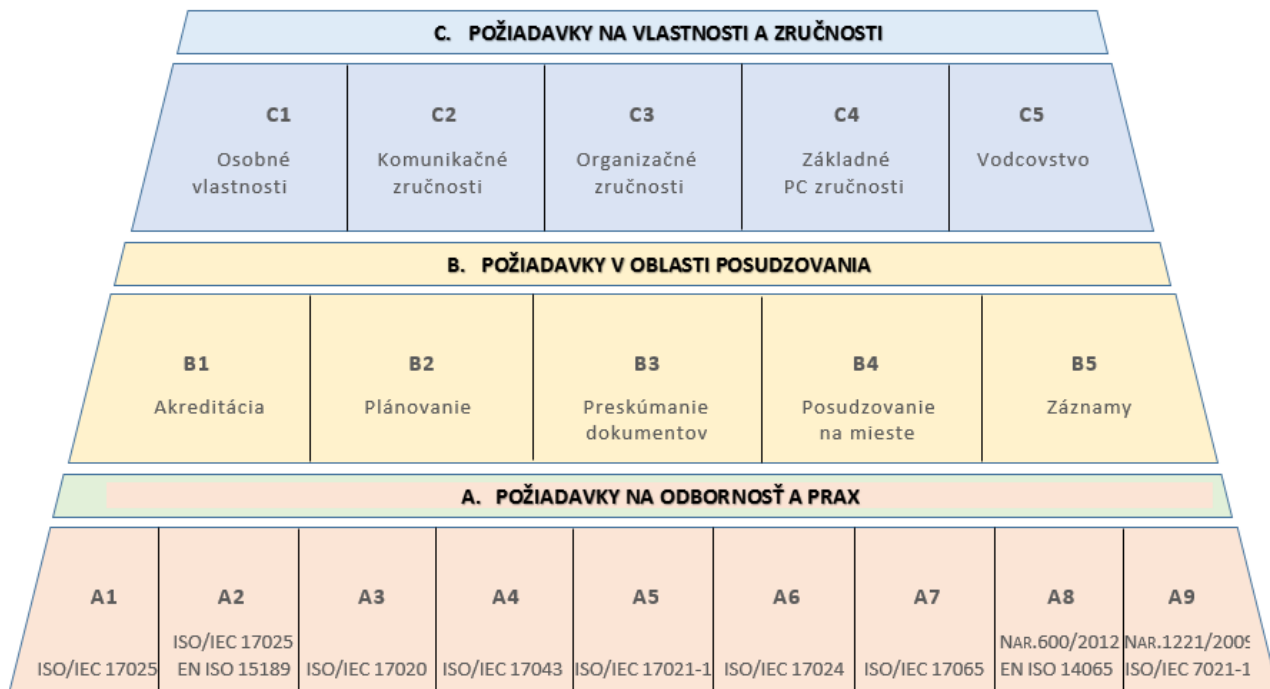 C. POŽIADAVKY NA VLASTNOSTI A ZRUČNOSTI
C1
Osobné
vlastnosti
C2
Komunikačné
zručnosti
C3
Organizačné
zručnosti
C4
Základné
PC zručnosti
C5
Vodcovstvo
B. POŽIADAVKY V OBLASTI POSUDZOVANIA
B1
Akreditácia
B2
Plánovanie
B3
Preskúmanie
dokumentov
B4
Posudzovanie
na mieste
B5
Záznamy
A. POŽIADAVKY NA ODBORNOSŤ A PRAX
A1
ISO/IEC 17025
A2
ISO/IEC 17025
EN ISO 15189
A3
ISO/IEC 17020
A4
ISO/IEC 17043
A5
ISO/IEC 17021-1
A6
ISO/IEC 17024
A7
ISO/IEC 17065
A8
NAR.600/2012
EN ISO 14065
A9
NAR.1221/2009
ISO/IEC 7021-1